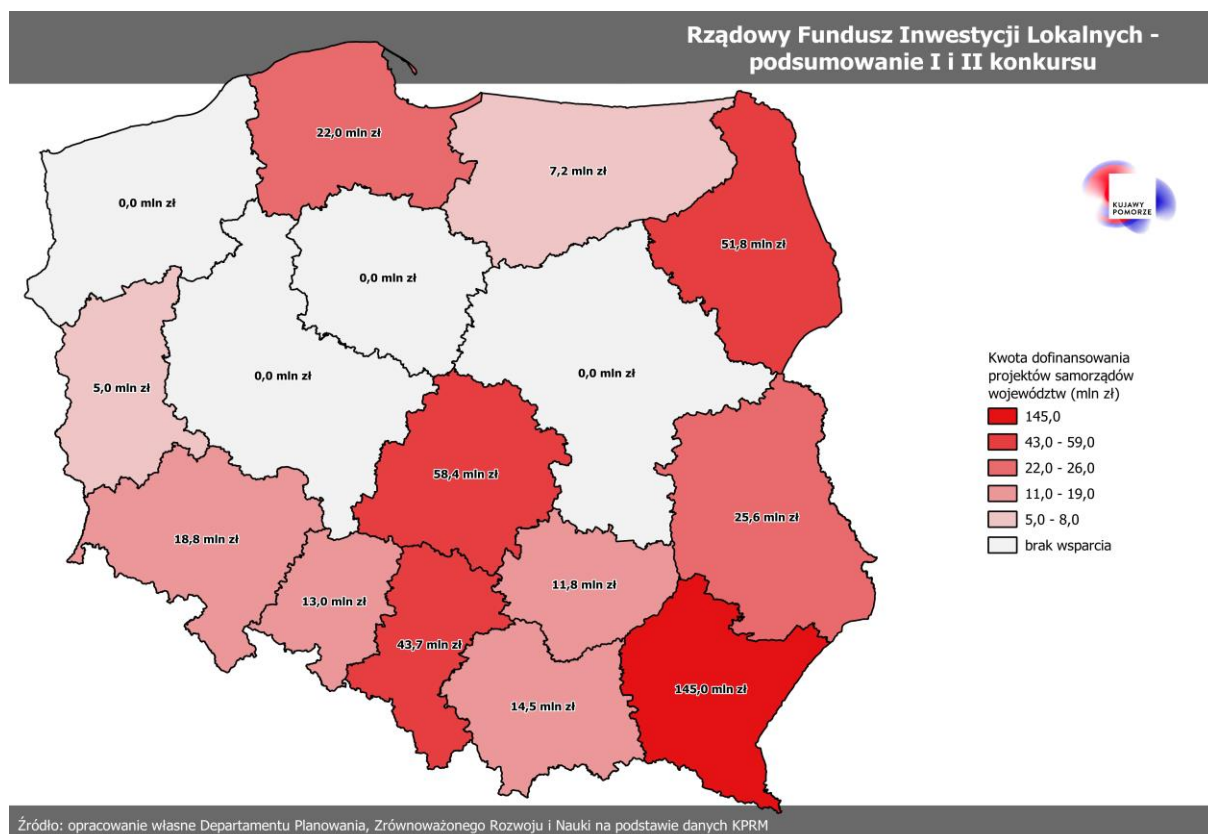 Rządowy Fundusz Inwestycji Lokalnych -
podsumowanie I i II konkursu
22,0 mln zł
7,2 mln zł
0,0 mln zł
51,8 mln zł
0,0 mln zł
KUJAWY
POMORZE
5,0 mln zł
0,0 mln zł
0,0 mln zł
58,4 mln zł
25,6 mln zł
18,8 mln zł
13,0 mln zł
11,8 mln zł
43,7 mln zł
14,5 mln zł
145,0 mln zł
Kwota dofinansowania
projektów samorządów
województw (mln zł)
145,0
43,0 - 59,0
22,0 - 26,0
11,0 - 19,0
5,0 - 8,0
brak wsparcia
Źródło: opracowanie własne Departamentu Planowania, Zrównoważonego Rozwoju i Nauki na podstawie danych KPRM